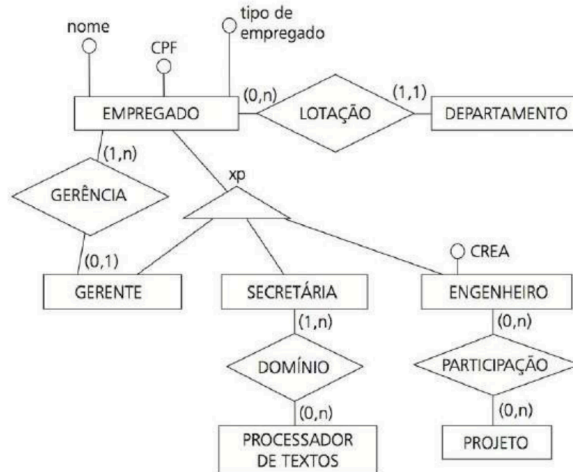 nome
CPF
tipo de
empregado
EMPREGADO
(0,n)
LOTAÇÃO
(1,1)
DEPARTAMENTO
(1,n)
GERÊNCIA
(0,1)
xp
GERENTE
SECRETÁRIA
CREA
ENGENHEIRO
(1,n)
DOMÍNIO
(0,n)
PROCESSADOR
DE TEXTOS
(0,n)
PARTICIPAÇÃO
(0,n)
PROJETO